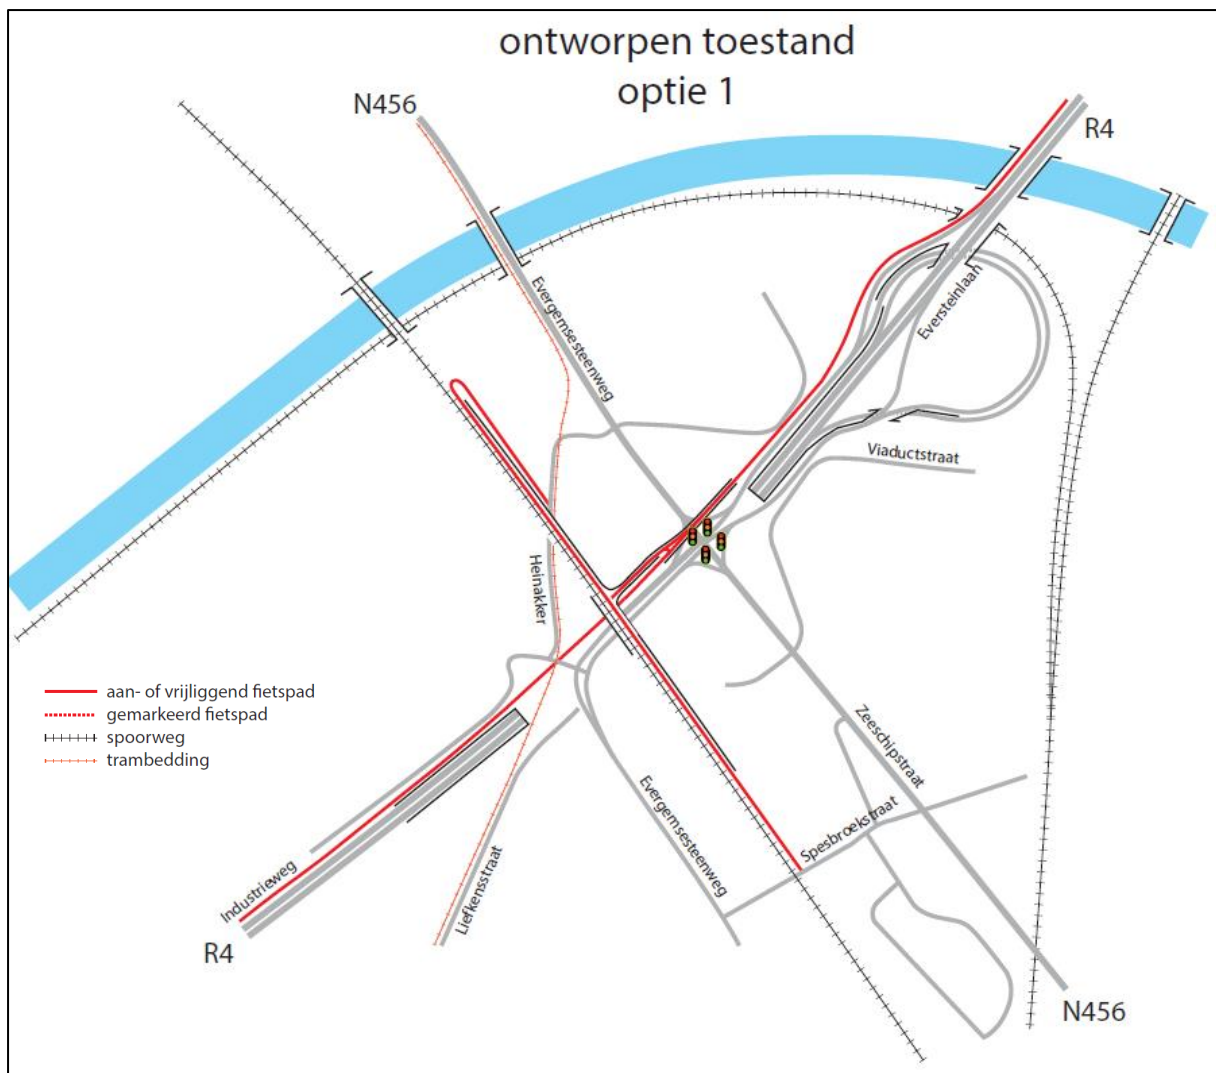 ontworpen toestand
optie 1
N456
R4
Evergemsesteenweg
Eversteinlaan
Viaductstraat
Heinakker
aan- of vrijliggend fietspad
gemarkeerd fietspad
spoorweg
trambedding
Zeeschipstraat
Evergemsesteenweg
Spesbroekstraat
Industrieweg
Liefkensstraat
R4
N456